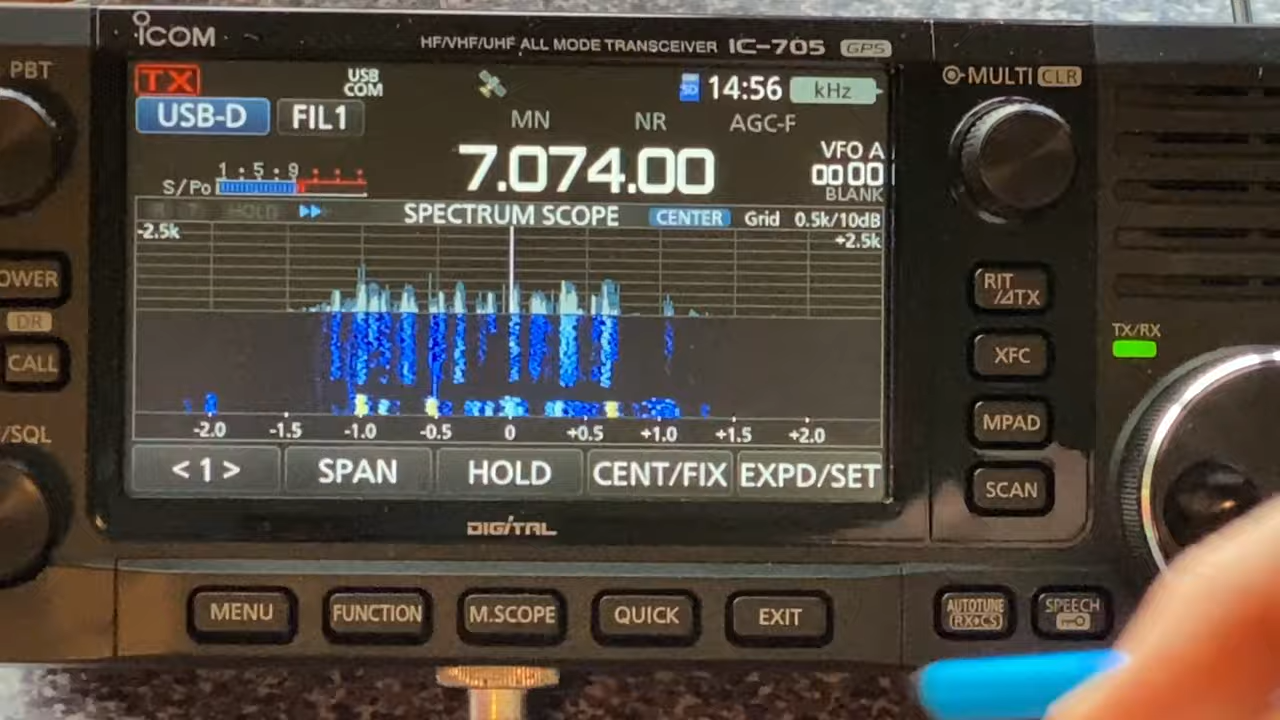 ICOM
HF/VHF/UHF ALL MODE TRANSCEIVER IC-705 GPS
PBT
TX
USB COM
SD
14:56
kHz
MULTI CLR
USB-D
FIL1
MN
NR
AGC-F
7.074.00
VFO A
00 00
BLANK
S/Po
1 : 5 : 9
HOLD
SPECTRUM SCOPE
CENTER
Grid
0.5k/10dB
-2.5k
+2.5k
OWER
DR
CALL
/SQL
RIT
/⊿TX
XFC
MPAD
SCAN
TX/RX
-2.0 -1.5 -1.0 -0.5 0 +0.5 +1.0 +1.5 +2.0
< 1 >
SPAN
HOLD
CENT/FIX
EXPD/SET
DIGITAL
MENU
FUNCTION
M.SCOPE
QUICK
EXIT
AUTOTUNE
RX▸CS
SPEECH